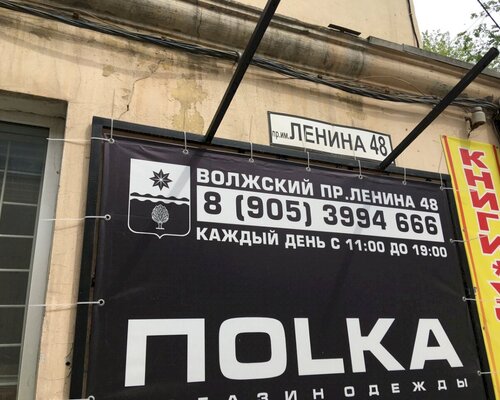 пр.им. ЛЕНИНА 48
ВОЛЖСКИЙ ПР.ЛЕНИНА 48
8 (905) 3994 666
КАЖДЫЙ ДЕНЬ С 11:00 ДО 19:00
ПOLKA
ОДЕЖДЫ
КНИГИ